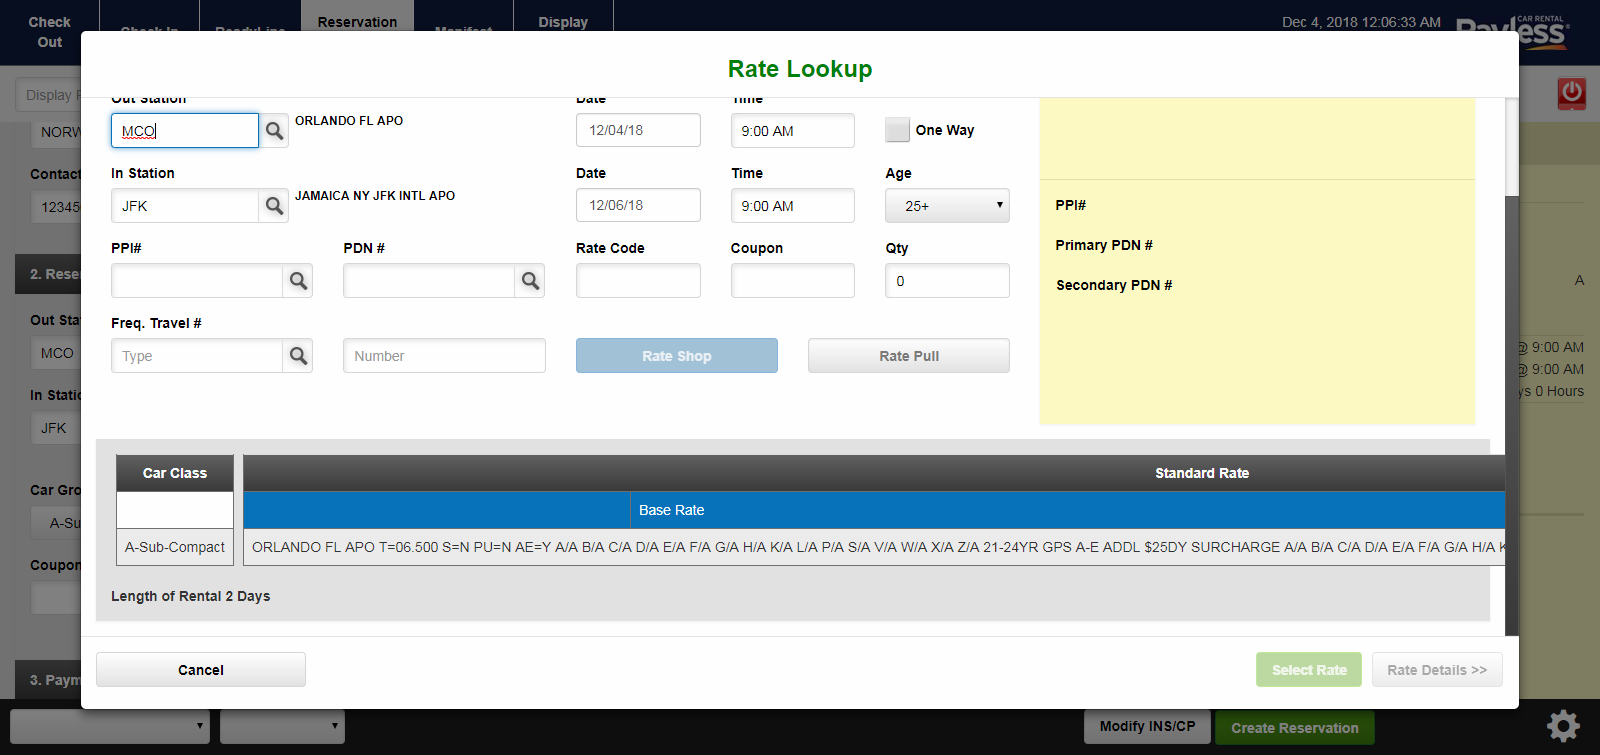 Check Out
Reservation
Display
Dec 4, 2018 12:06:33 AM
CAR RENTAL
Payless
Rate Lookup
Display
Out Station
Date
Time
MCO
ORLANDO FL APO
12/04/18
9:00 AM
One Way
NORW
Contact
In Station
Date
Time
Age
12345
JFK
JAMAICA NY JFK INTL APO
12/06/18
9:00 AM
25+
PPI#
PPI#
PDN #
Rate Code
Coupon
Qty
Primary PDN #
2. Rese
0
Secondary PDN #
A
Out Sta
Freq. Travel #
MCO
Type
Number
Rate Shop
Rate Pull
@ 9:00 AM
@ 9:00 AM
ys 0 Hours
In Static
JFK
Car Class
Standard Rate
Car Gro
Base Rate
A-Su
A-Sub-Compact
ORLANDO FL APO T=06.500 S=N PU=N AE=Y A/A B/A C/A D/A E/A F/A G/A H/A K/A L/A P/A S/A V/A W/A X/A Z/A 21-24YR GPS A-E ADDL $25DY SURCHARGE A/A B/A C/A D/A E/A F/A G/A H/A K
Coupon
Length of Rental 2 Days
3. Paym
Cancel
Select Rate
Rate Details >>
Modify INS/CP
Create Reservation